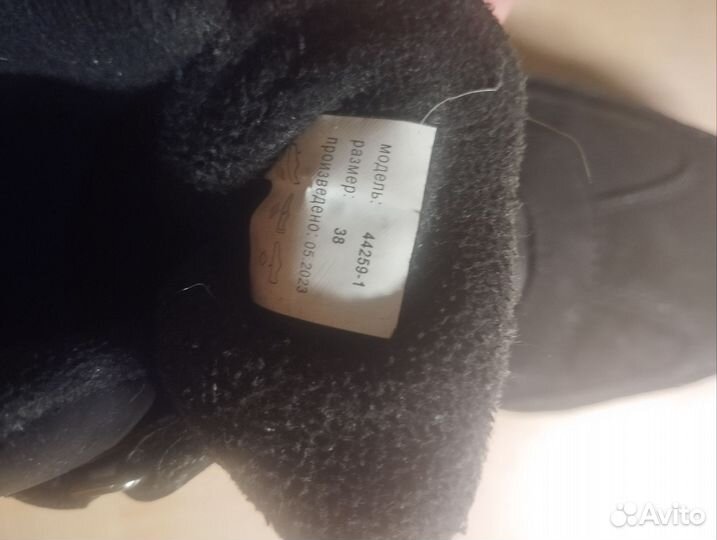 модель: 44259-1
размер: 38
произведено: 05.2023
Avito